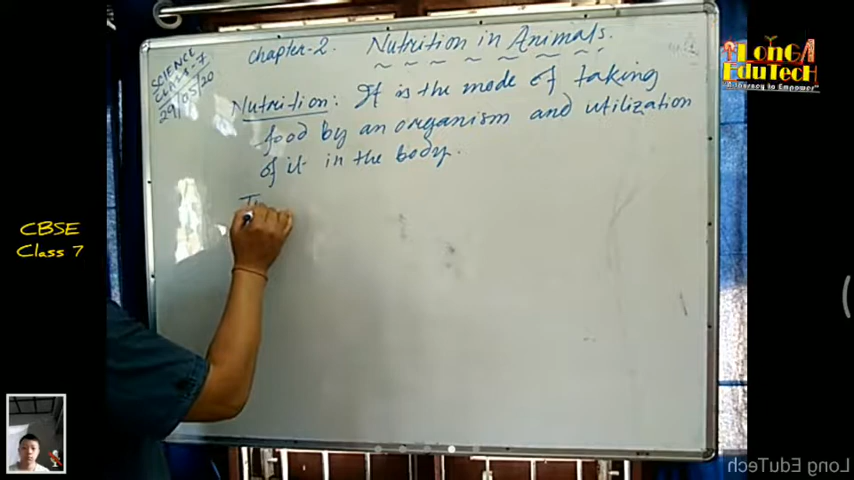 SCIENCE
CLASS-7
29/05/20
Chapter-2. Nutrition in Animals.
Nutrition: It is the mode of taking
food by an organism and utilization
of it in the body.
LongA
EduTecH
A Journey to Empower
CBSE
Class 7
Long EduTech